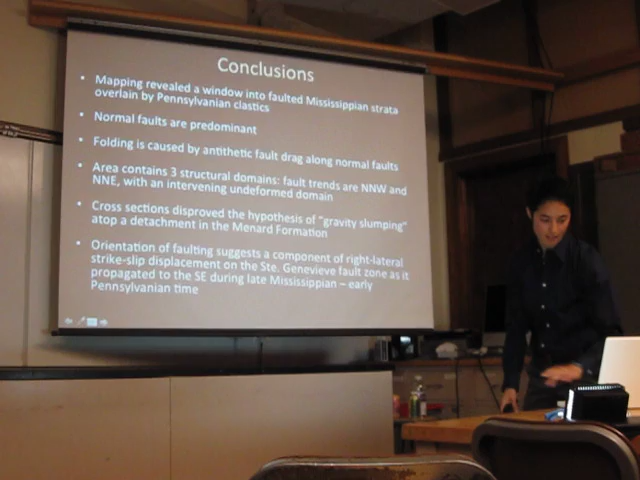 Conclusions
• Mapping revealed a window into faulted Mississippian strata
overlain by Pennsylvanian clastics
• Normal faults are predominant
• Folding is caused by antithetic fault drag along normal faults
• Area contains 3 structural domains: fault trends are NNW and
NNE, with an intervening undeformed domain
• Cross sections disproved the hypothesis of "gravity slumping"
atop a detachment in the Menard Formation
• Orientation of faulting suggests a component of right-lateral
strike-slip displacement on the Ste. Genevieve fault zone as it
propagated to the SE during late Mississippian – early
Pennsylvanian time